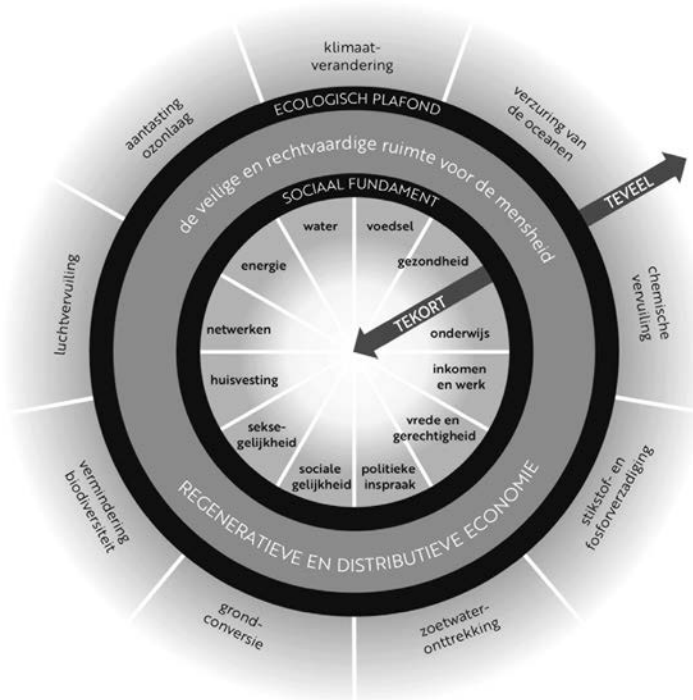 klimaat-
verandering
verzuring van
de oceanen
chemische
vervuiling
stikstof- en
fosforverzadiging
zoetwater-
onttrekking
grond-
conversie
vermindering
biodiversiteit
luchtvervuiling
aantasting
ozonlaag
ECOLOGISCH PLAFOND
de veilige en rechtvaardige ruimte voor de mensheid
SOCIAAL FUNDAMENT
TEVEEL
TEKORT
water
voedsel
gezondheid
onderwijs
inkomen
en werk
vrede en
gerechtigheid
politieke
inspraak
sociale
gelijkheid
sekse-
gelijkheid
huisvesting
netwerken
energie
REGENERATIEVE EN DISTRIBUTIEVE ECONOMIE